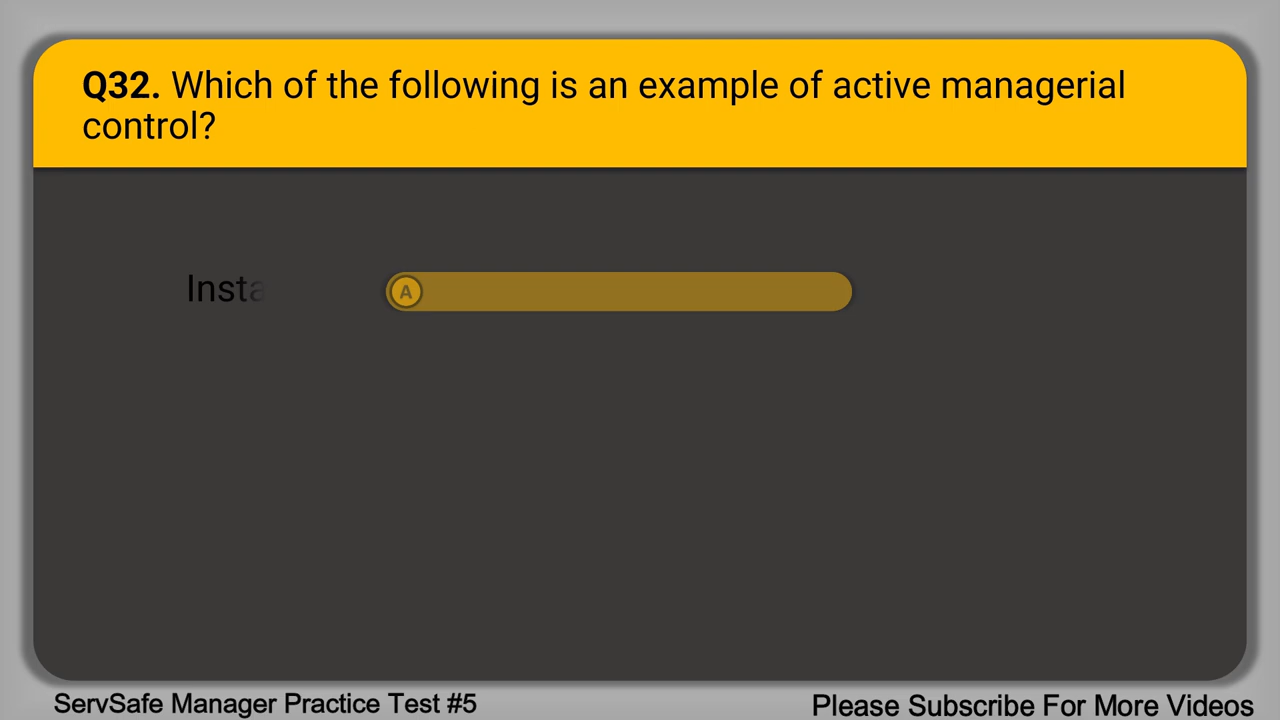 Q32. Which of the following is an example of active managerial
control?
Insta
A
ServSafe Manager Practice Test #5
Please Subscribe For More Videos